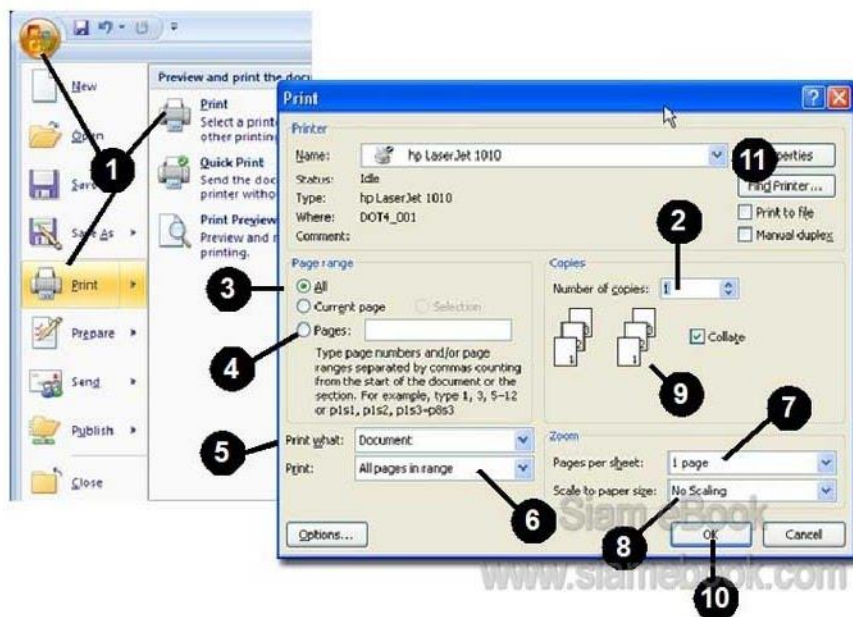 New
Open
Save
Save As
Print
Prepare
Send
Publish
Close
Preview and print the docu
Print
Select a print
other printing
Quick Print
Send the doc
printer witho
Print Preview
Preview and m
printing.
1
Print
Printer
Name: hp LaserJet 1010
Status: Idle
Type: hp LaserJet 1010
Where: DOT4_001
Comment:
11
Properties
Find Printer...
Print to file
Manual duplex
Page range
3
All
Current page Selection
4
Pages:
Type page numbers and/or page
ranges separated by commas counting
from the start of the document or the
section. For example, type 1, 3, 5–12
or p1s1, p1s2, p1s3–p8s3
2
Copies
Number of copies: 1
Collate
1
1
9
5
Print what: Document
Print: All pages in range
6
7
Zoom
Pages per sheet: 1 page
Scale to paper size: No Scaling
8
Options...
OK
Cancel
10
Siam eBook
www.siamebook.com